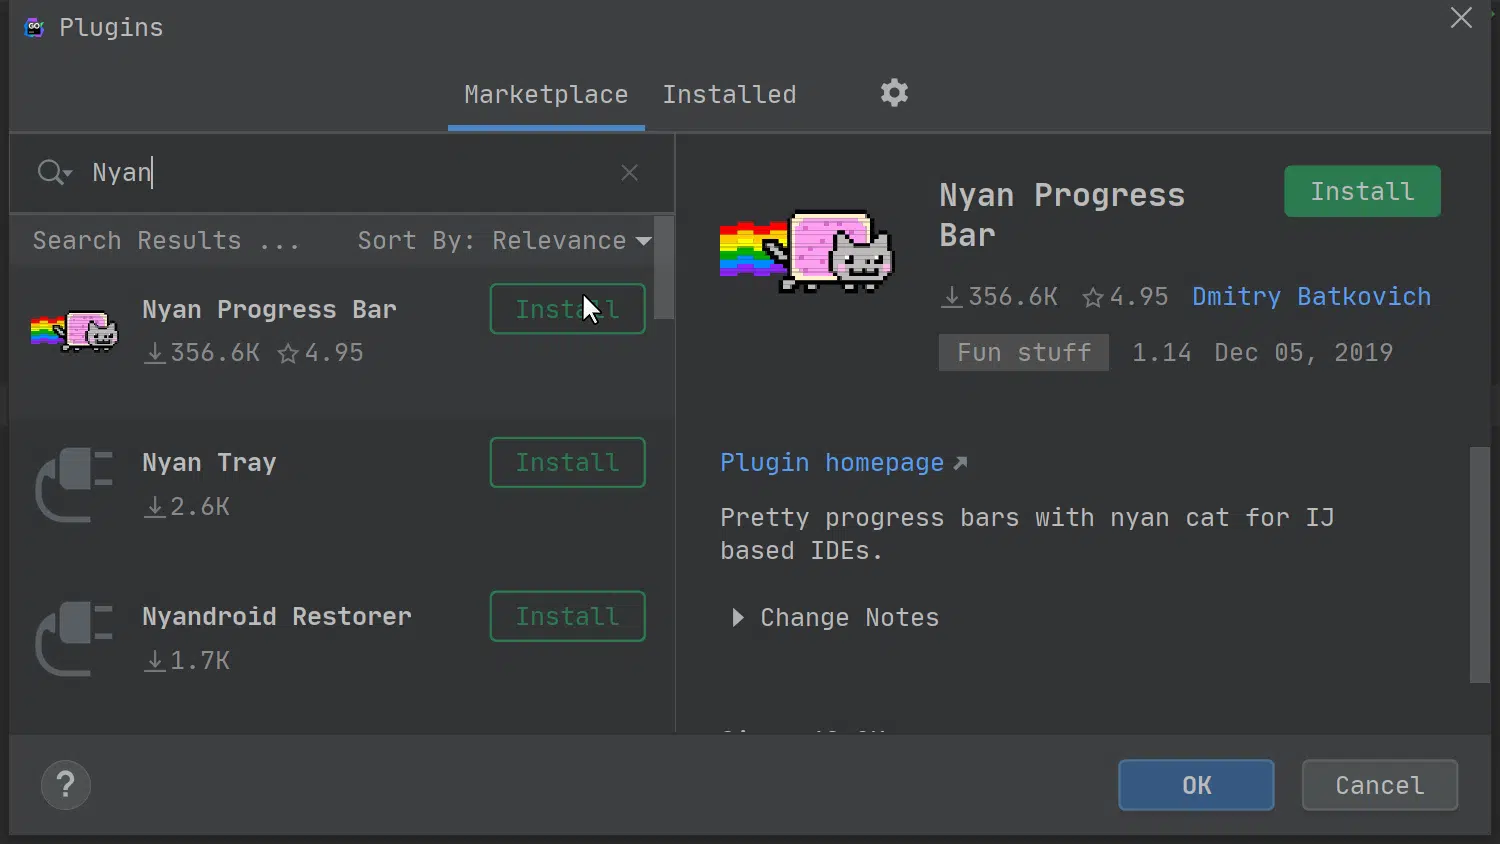 GO Plugins
Marketplace Installed
Nyan
Search Results ... Sort By: Relevance
Nyan Progress Bar Install
356.6K 4.95
Nyan Tray Install
2.6K
Nyandroid Restorer Install
1.7K
Nyan Progress Bar Install
356.6K 4.95 Dmitry Batkovich
Fun stuff 1.14 Dec 05, 2019
Plugin homepage
Pretty progress bars with nyan cat for IJ
based IDEs.
Change Notes
? OK Cancel